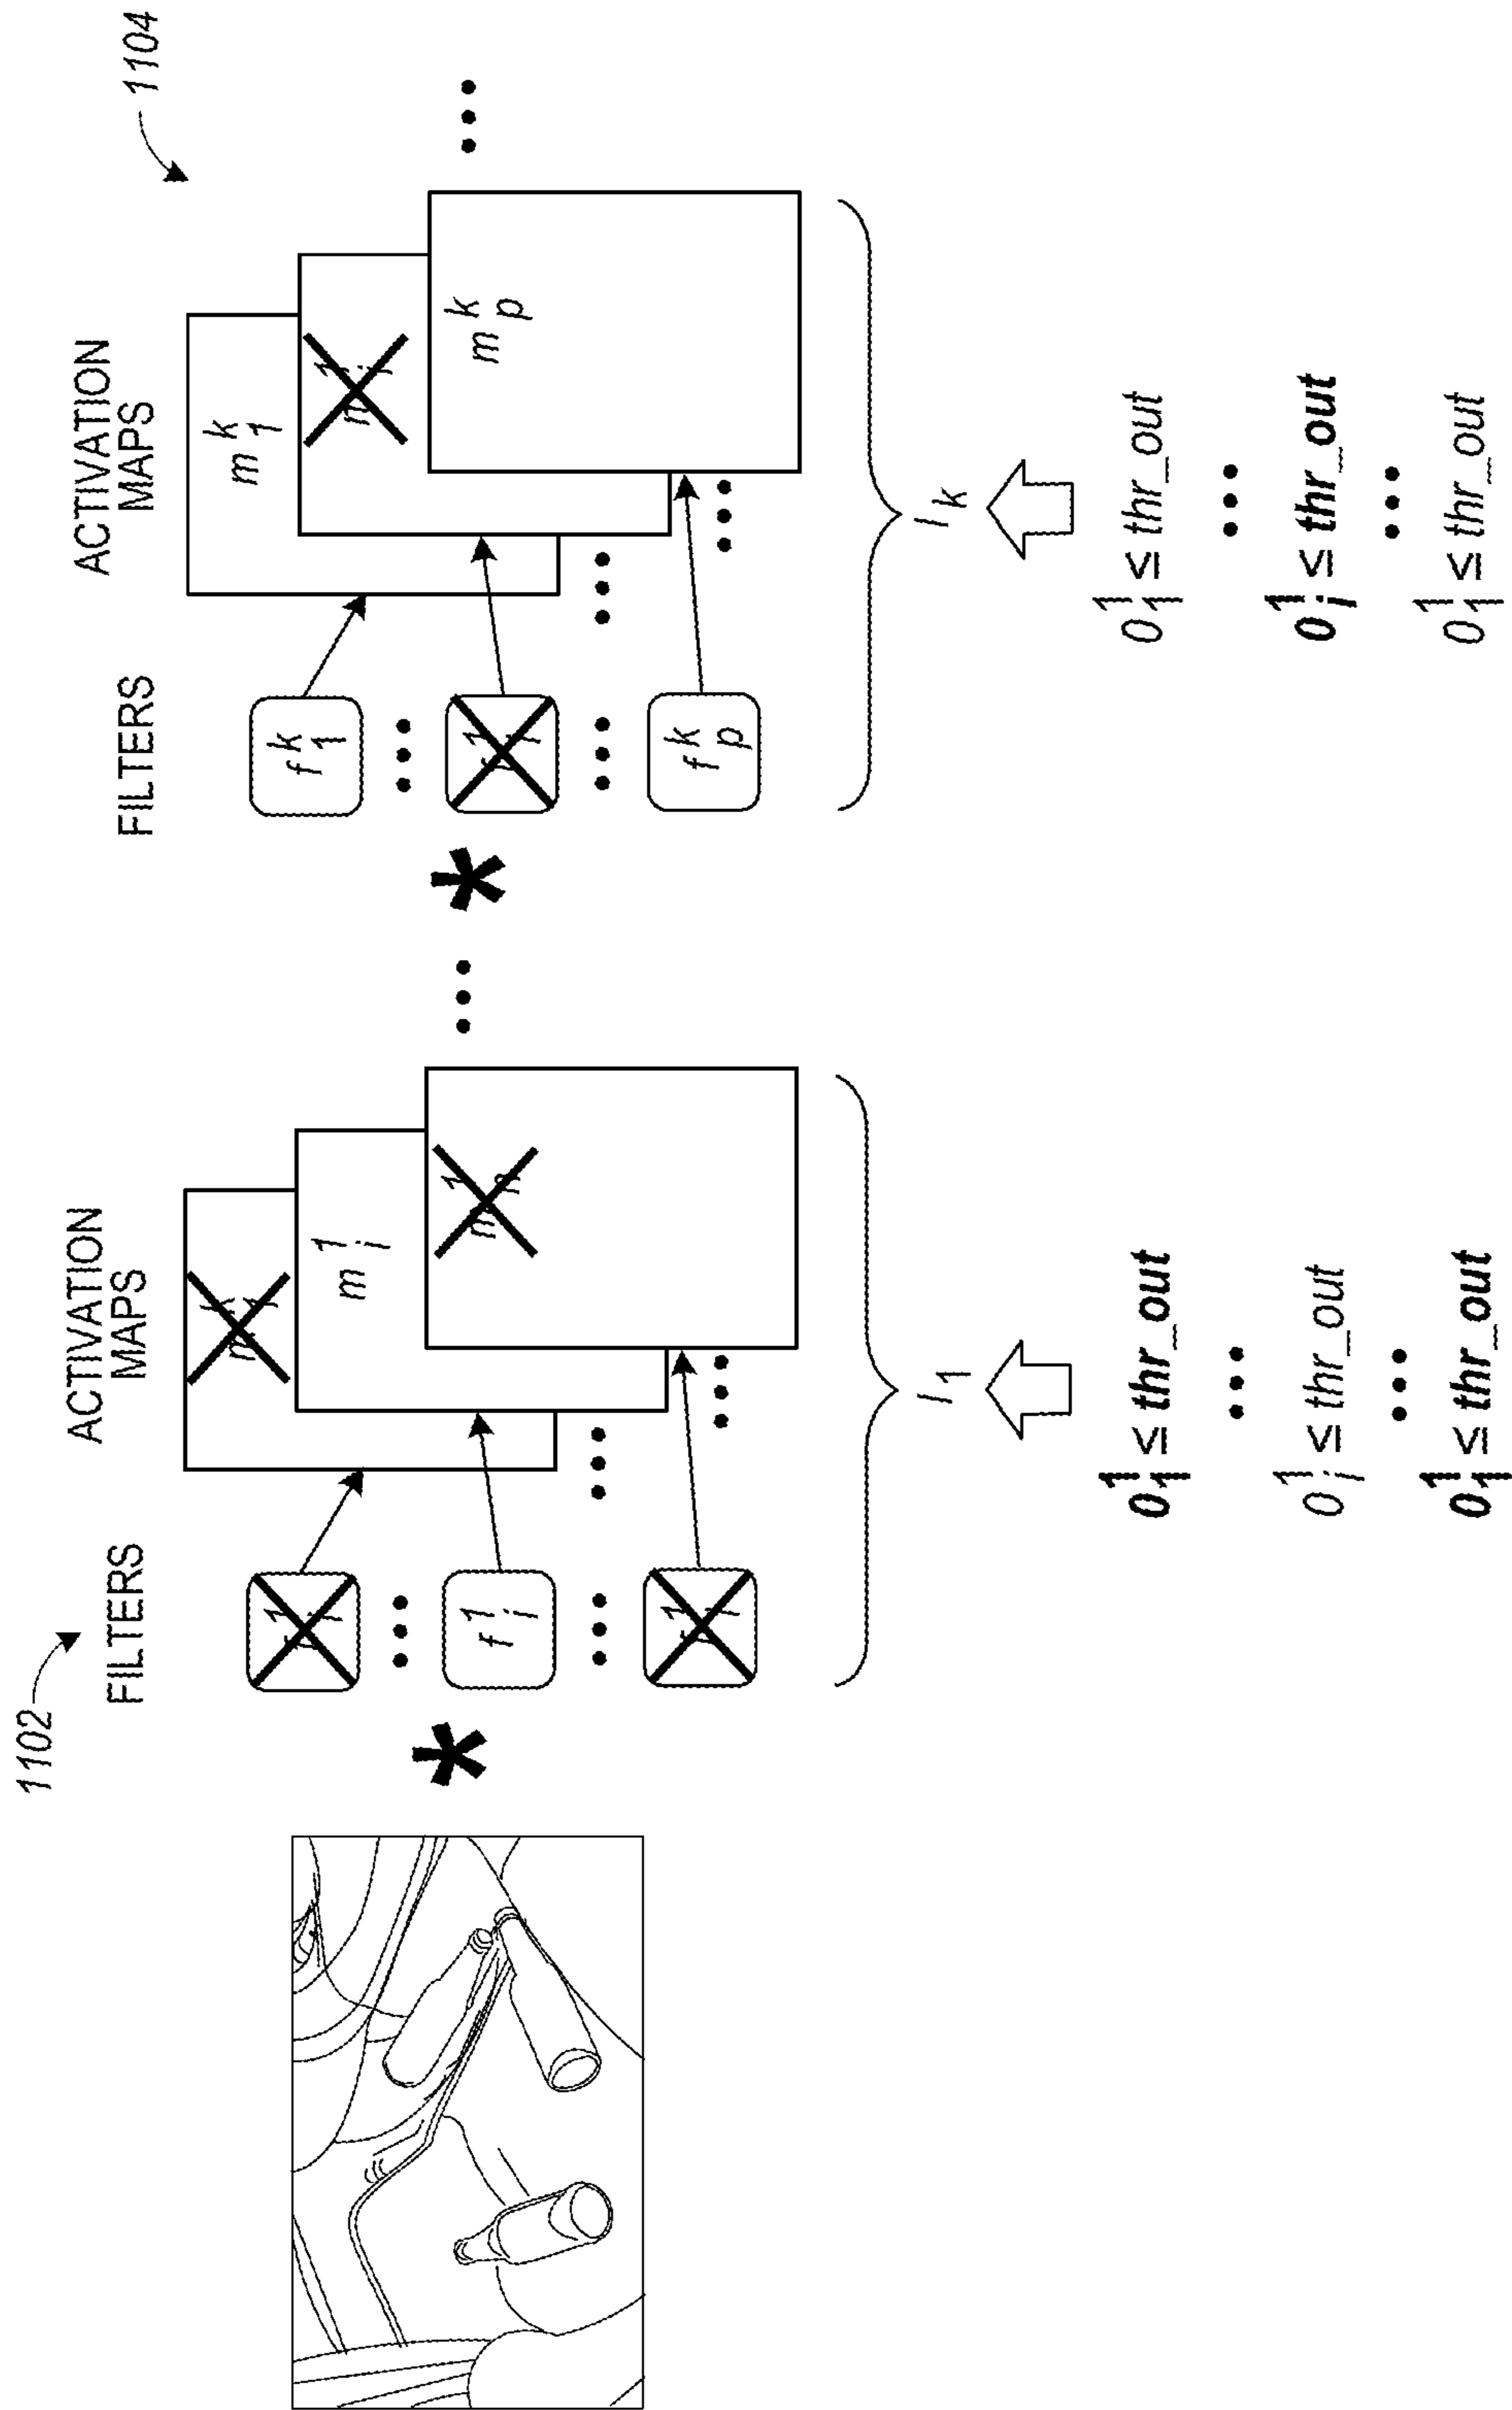 1102
1104
FILTERS
ACTIVATION
MAPS
FILTERS
ACTIVATION
MAPS
f^1_i
m^1_i
*
*
f^k_1
f^k_p
m^k_1
m^k_p
l_1
l_k
o^1_1 ≤ thr_out
o^1_i ≤ thr_out
o^1_1 ≤ thr_out
o^1_1 ≤ thr_out
o^1_i ≤ thr_out
o^1_1 ≤ thr_out